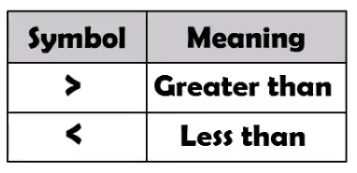 Symbol Meaning
> Greater than
< Less than